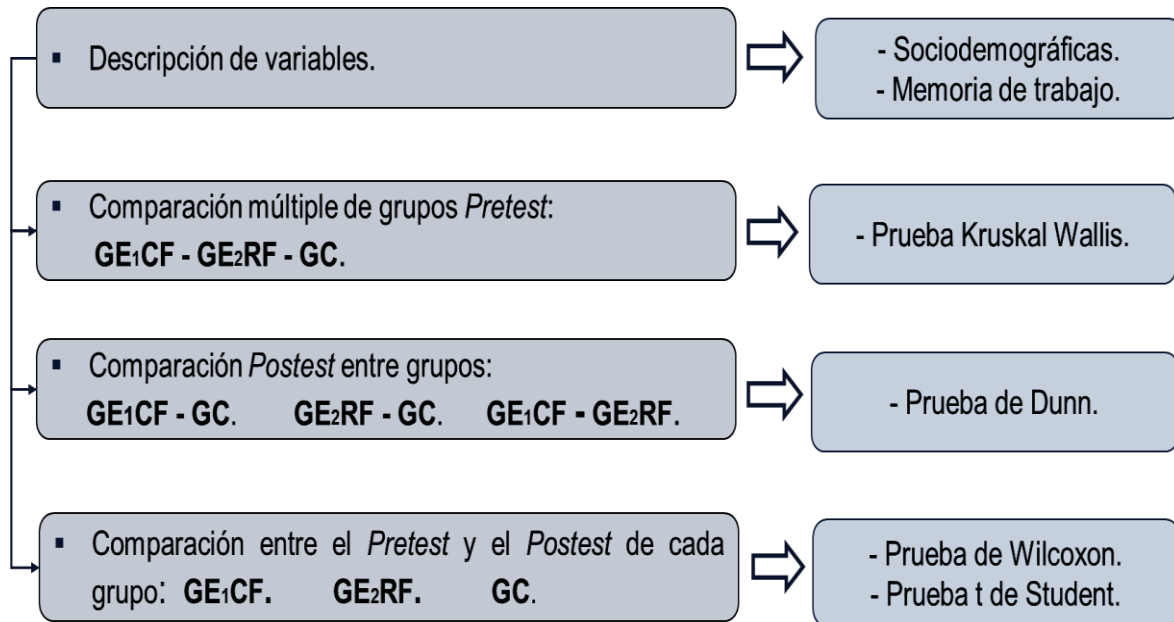 ▪ Descripción de variables.
- Sociodemográficas.
- Memoria de trabajo.
▪ Comparación múltiple de grupos Pretest:
GE1CF - GE2RF - GC.
- Prueba Kruskal Wallis.
▪ Comparación Postest entre grupos:
GE1CF - GC. GE2RF - GC. GE1CF - GE2RF.
- Prueba de Dunn.
▪ Comparación entre el Pretest y el Postest de cada
grupo: GE1CF. GE2RF. GC.
- Prueba de Wilcoxon.
- Prueba t de Student.